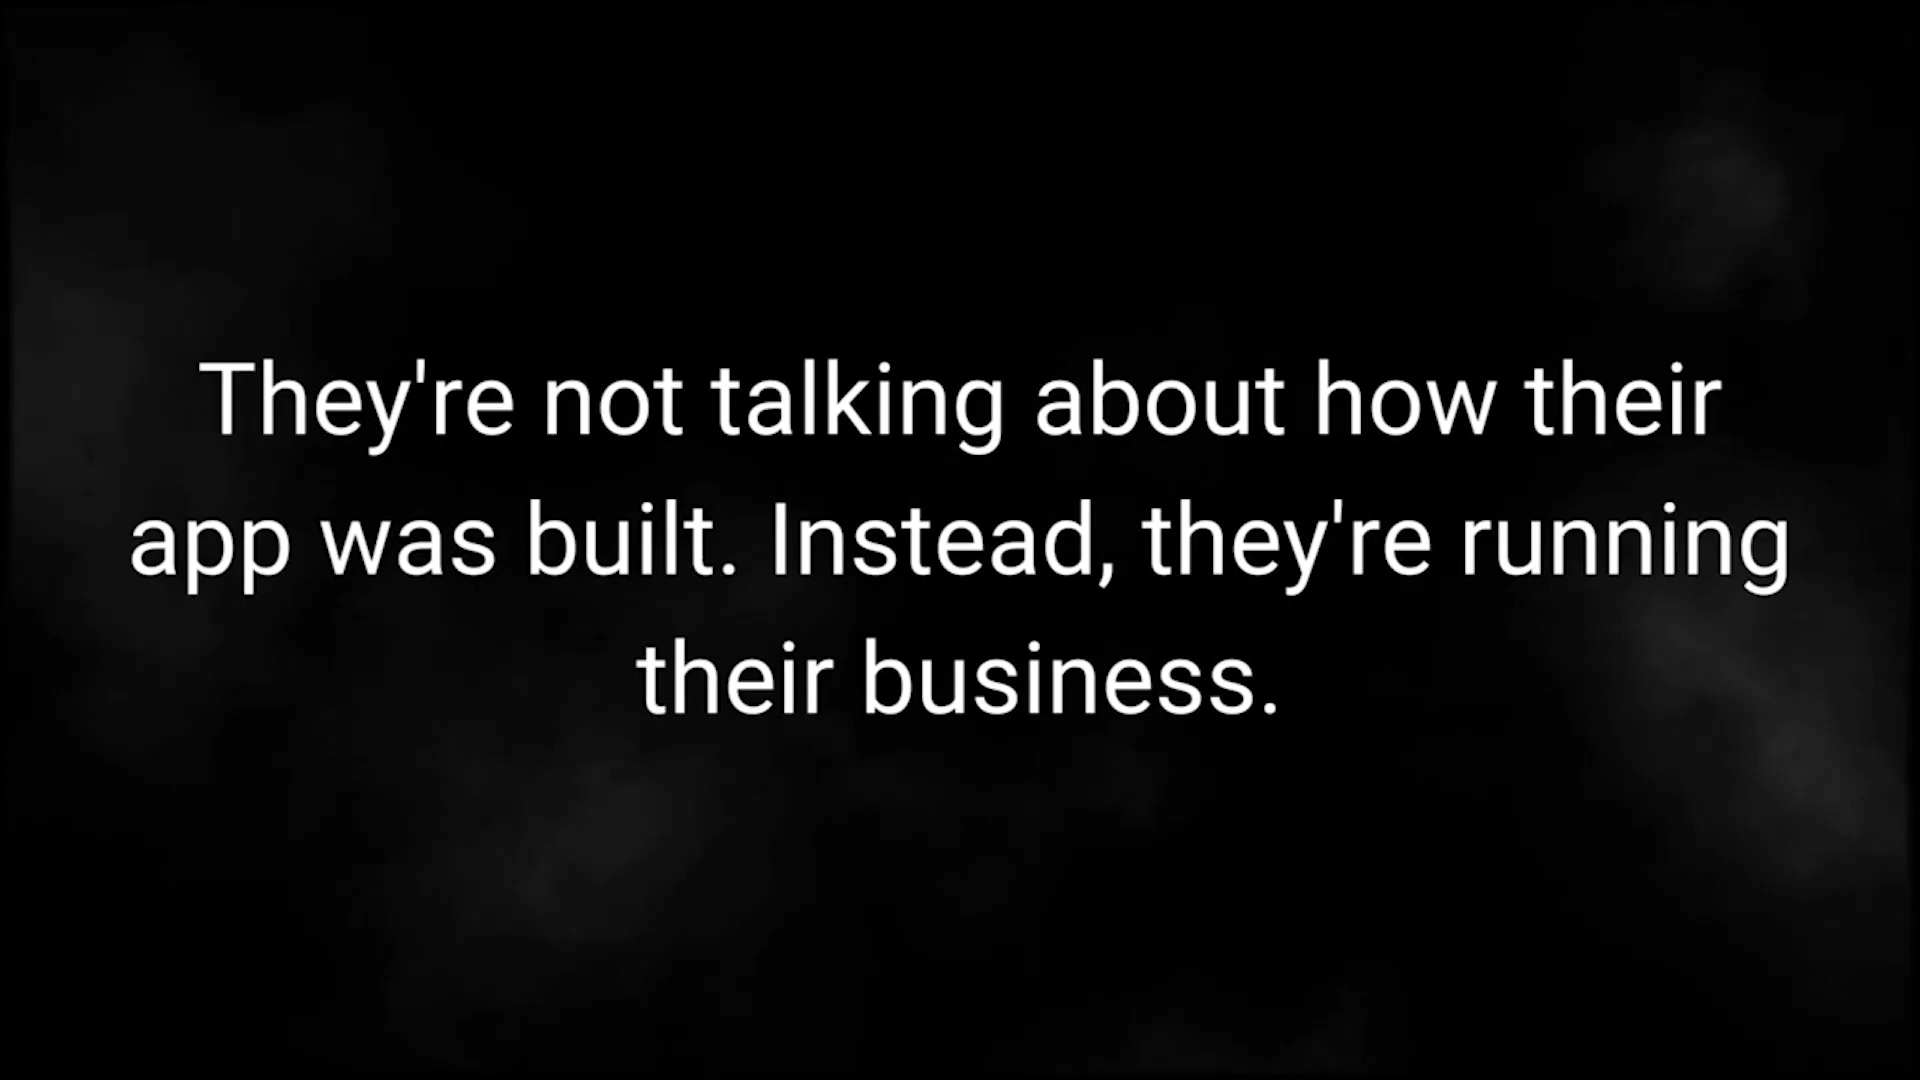 They're not talking about how their
app was built. Instead, they're running
their business.